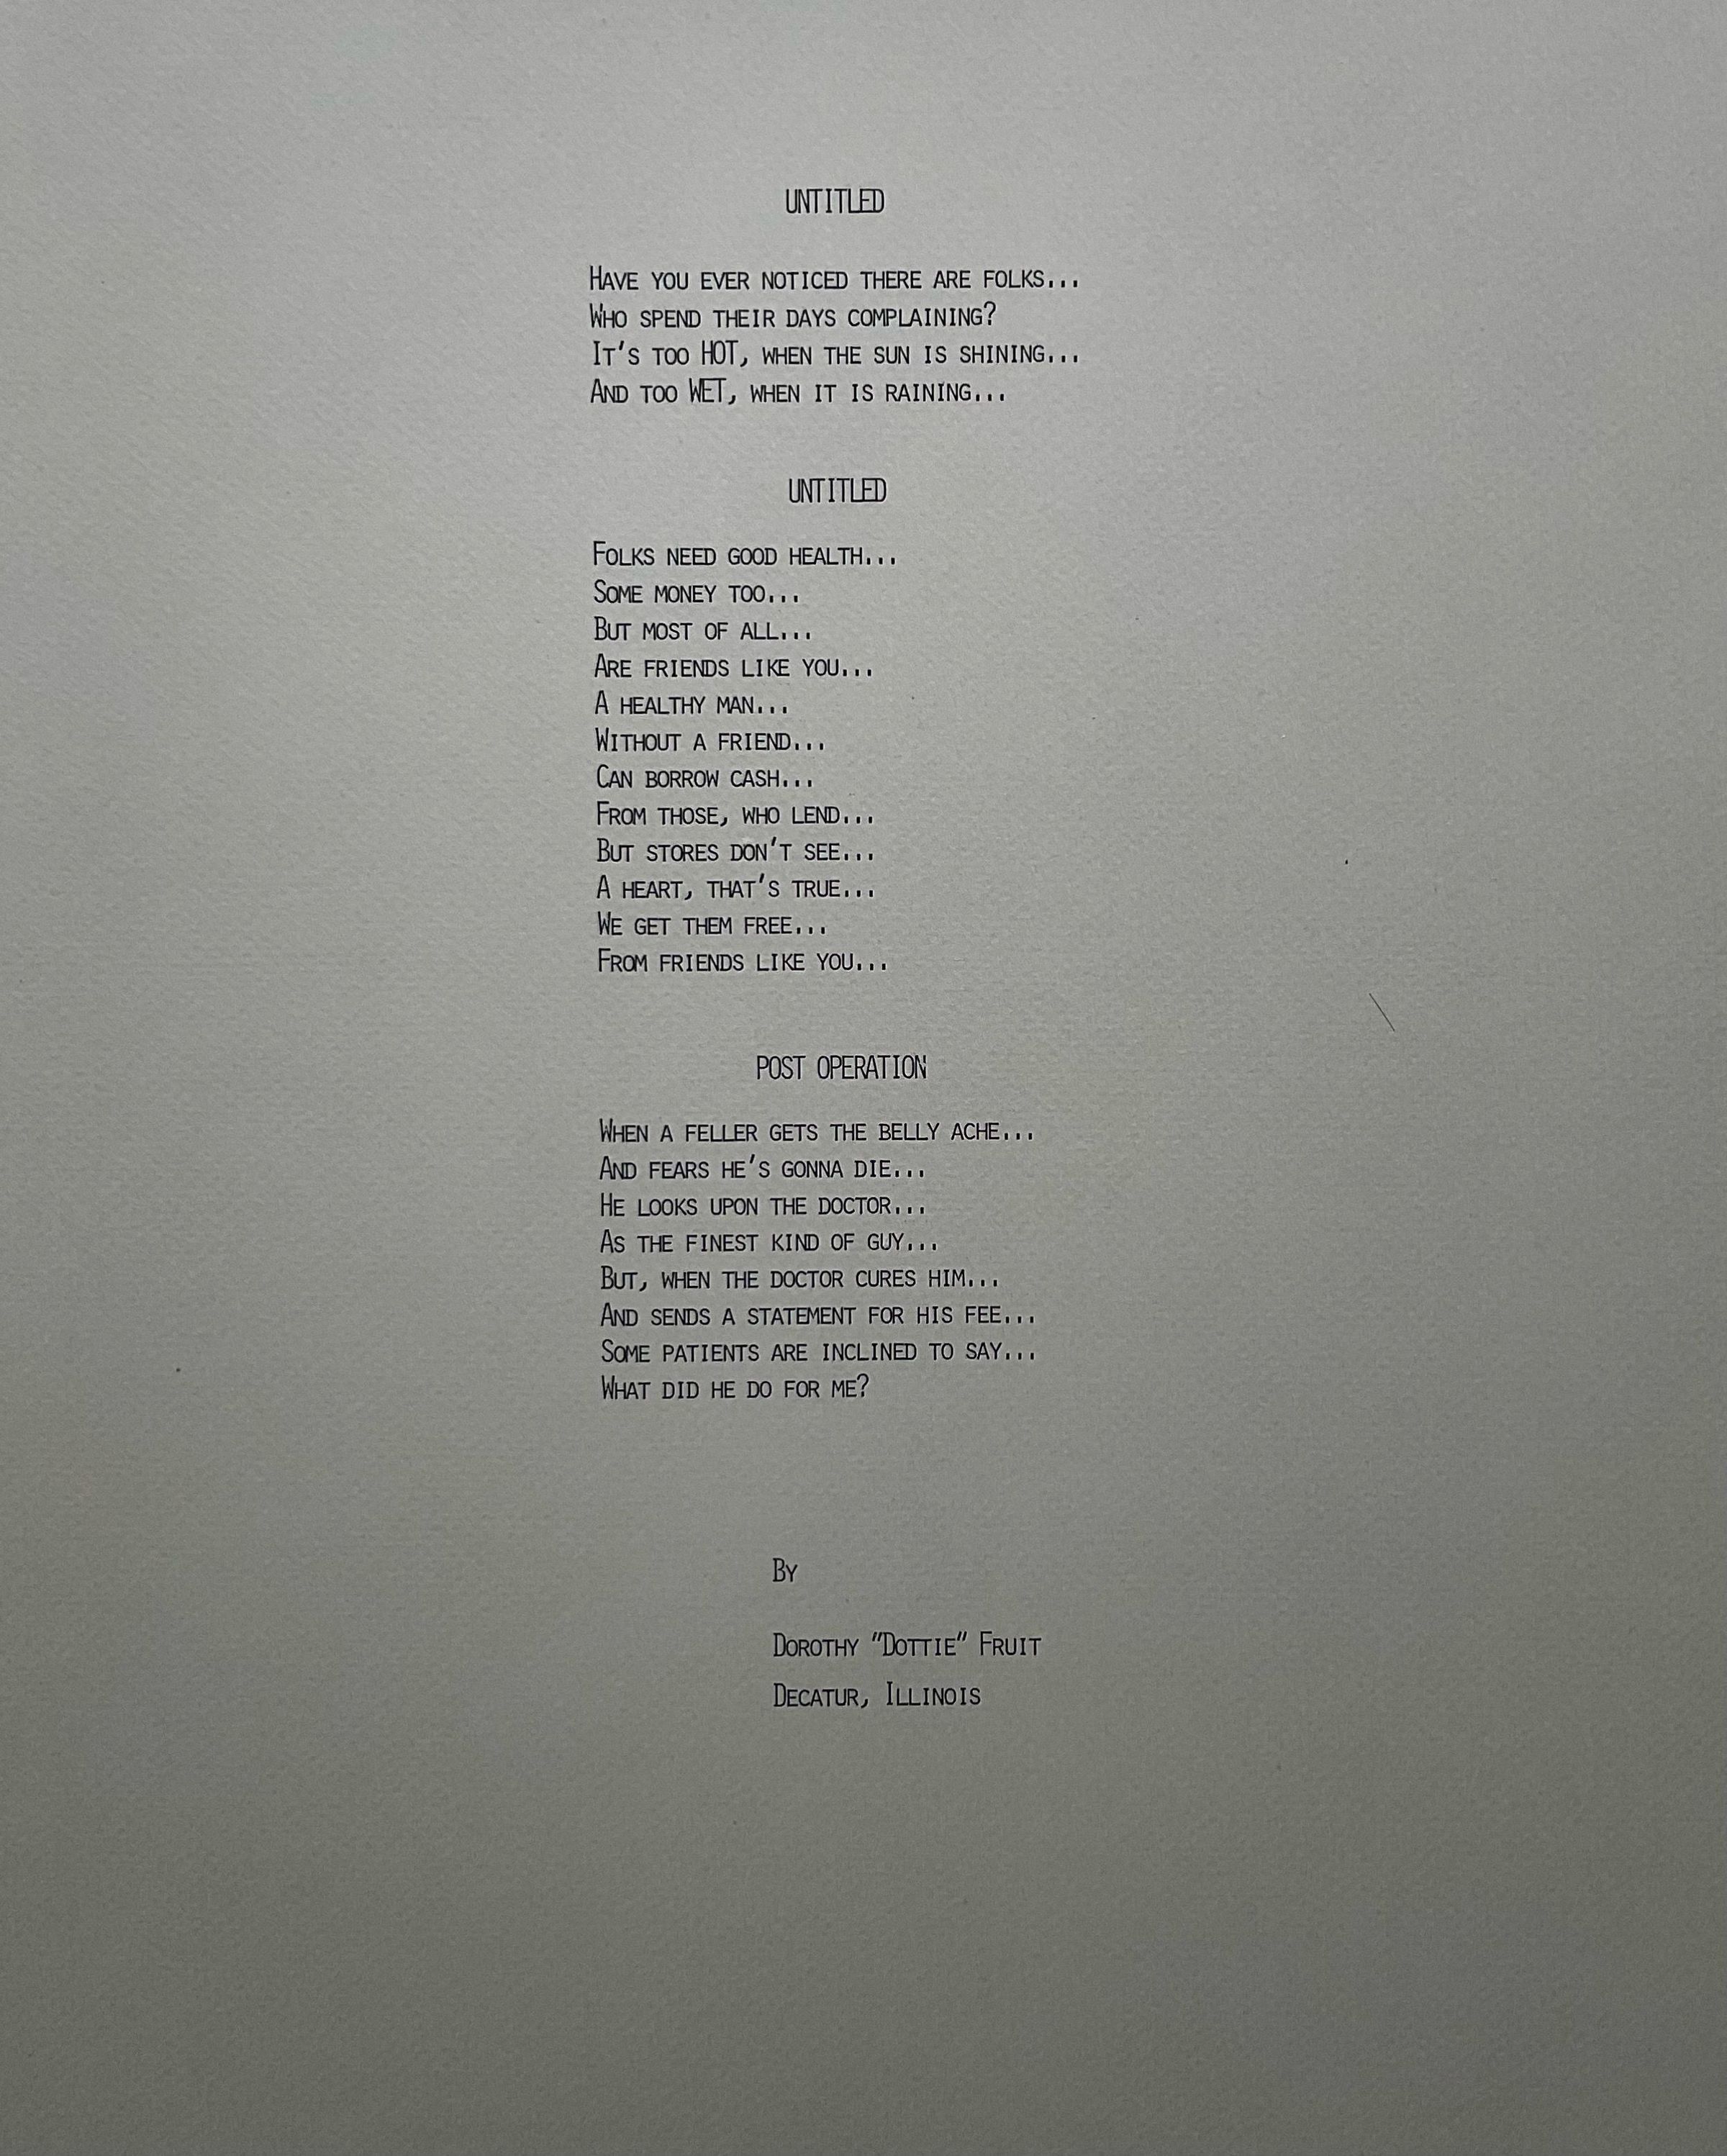 UNTITLED
Have you ever noticed there are folks...
Who spend their days complaining?
It's too HOT, when the sun is shining...
And too WET, when it is raining...
UNTITLED
Folks need good health...
Some money too...
But most of all...
Are friends like you...
A healthy man...
Without a friend...
Can borrow cash...
From those, who lend...
But stores don't see...
A heart, that's true...
We get them free...
From friends like you...
POST OPERATION
When a feller gets the belly ache...
And fears he's gonna die...
He looks upon the doctor...
As the finest kind of guy...
But, when the doctor cures him...
And sends a statement for his fee...
Some patients are inclined to say...
What did he do for me?
By
Dorothy "Dottie" Fruit
Decatur, Illinois